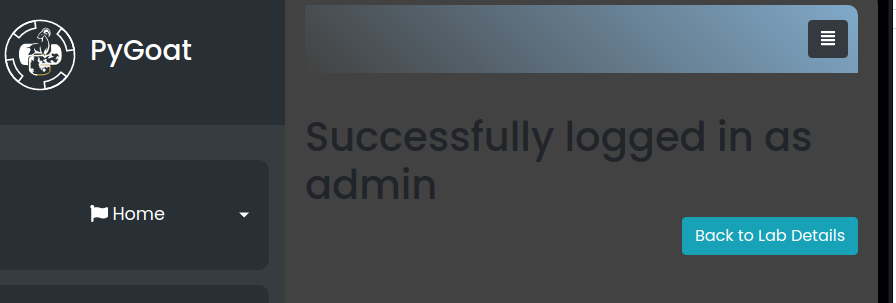 PyGoat
Successfully logged in as
admin
Home
Back to Lab Details